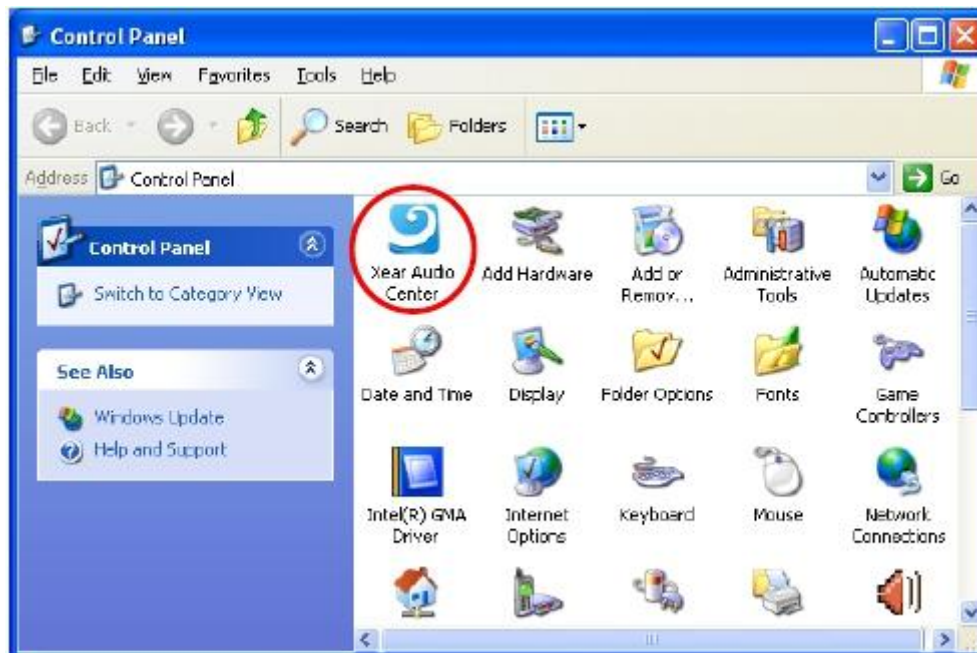 Control Panel
File Edit View Favorites Tools Help
Back Search Folders
Address Control Panel Go
Control Panel
Switch to Category View
See Also
Windows Update
Help and Support
Xear Audio
Center
Add Hardware
Add or
Remov...
Administrative
Tools
Automatic
Updates
Date and Time
Display
Folder Options
Fonts
Game
Controllers
Intel(R) GMA
Driver
Internet
Options
Keyboard
Mouse
Network
Connections